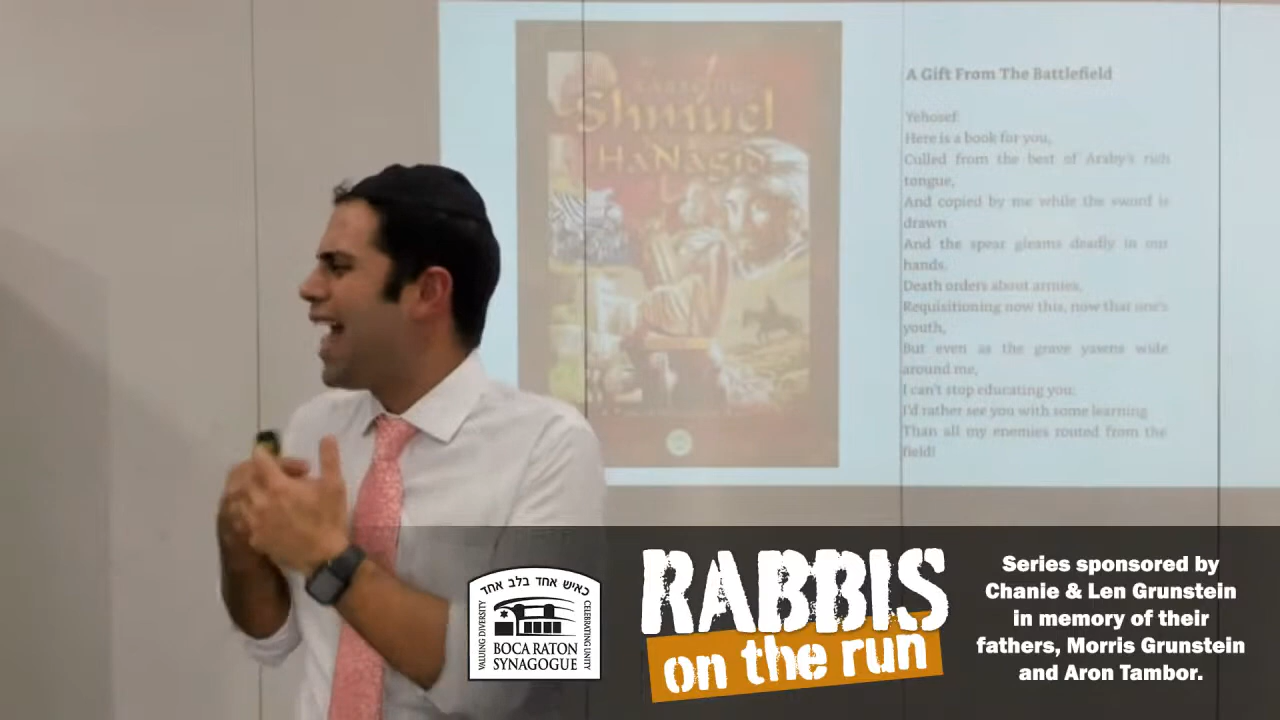 Shmuel
HaNagid
A Gift From The Battlefield
Yehosef:
Here is a book for you,
Culled from the best of Araby's rich
tongue,
And copied by me while the sword is
drawn
And the spear gleams deadly in our
hands.
Death orders about armies,
Requisitioning now this, now that one's
youth,
But even as the grave yawns wide
around me,
I can't stop educating you:
I'd rather see you with some learning
Than all my enemies routed from the
field!
כאיש אחד בלב אחד
VALUING DIVERSITY
CELEBRATING UNITY
BOCA RATON
SYNAGOGUE
RABBIS
on the run
Series sponsored by
Chanie & Len Grunstein
in memory of their
fathers, Morris Grunstein
and Aron Tambor.